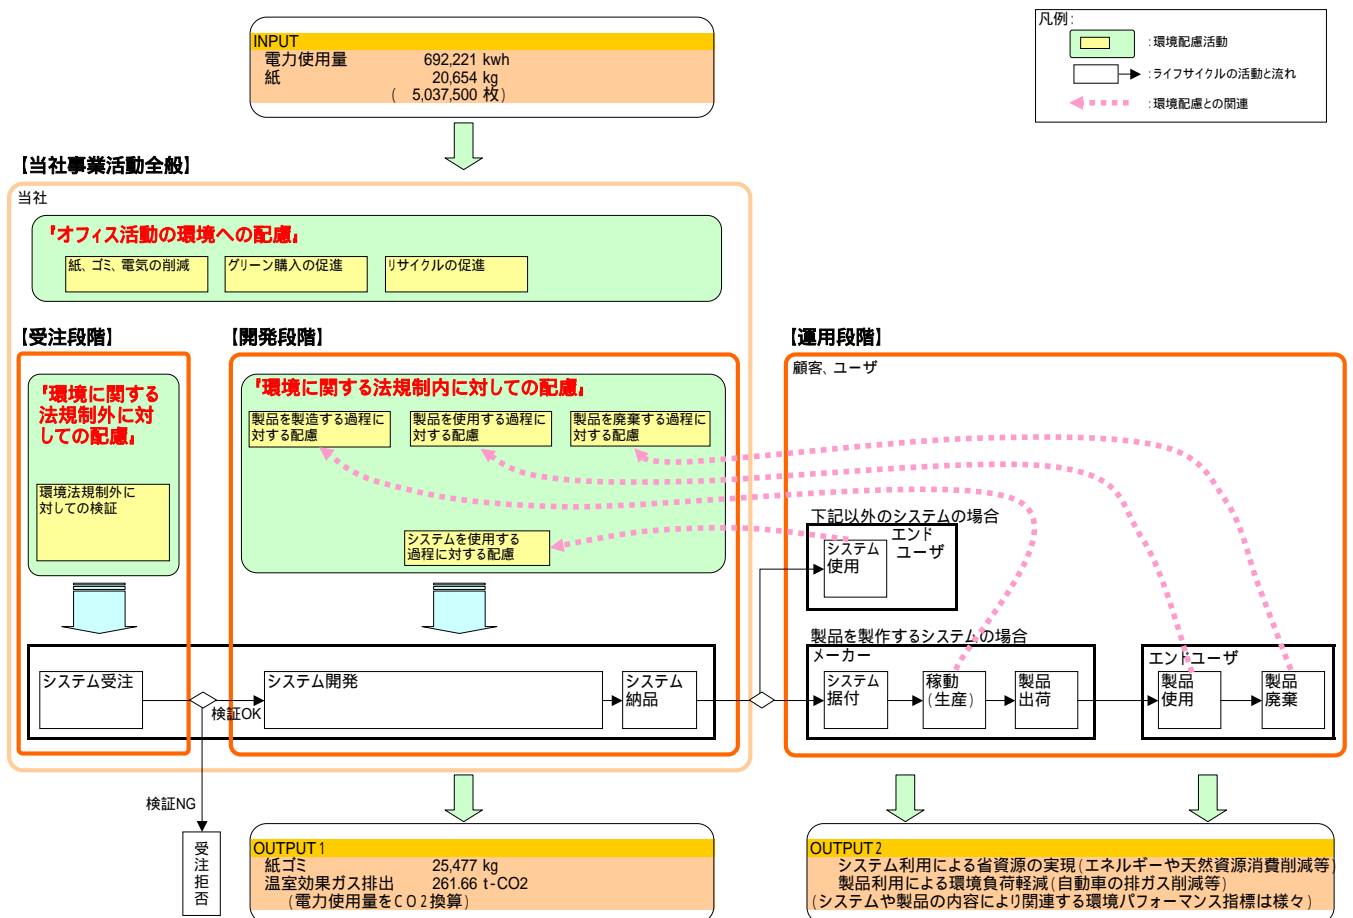 凡例:
:環境配慮活動
:ライフサイクルの活動と流れ
:環境配慮との関連
INPUT
電力使用量 692,221 kwh
紙 20,654 kg
( 5,037,500 枚)
【当社事業活動全般】
当社
『オフィス活動の環境への配慮』
紙、ゴミ、電気の削減
グリーン購入の促進
リサイクルの促進
【受注段階】
【開発段階】
【運用段階】
『環境に関する
法規制外に対
しての配慮』
環境法規制外に
対しての検証
『環境に関する法規制内に対しての配慮』
製品を製造する過程に
対する配慮
製品を使用する過程に
対する配慮
製品を廃棄する過程に
対する配慮
システムを使用する
過程に対する配慮
顧客、ユーザ
下記以外のシステムの場合
エンド
ユーザ
システム
使用
製品を製作するシステムの場合
メーカー
システム
据付
稼動
(生産)
製品
出荷
エンドユーザ
製品
使用
製品
廃棄
システム受注
検証OK
システム開発
システム
納品
検証NG
受注拒否
OUTPUT1
紙ゴミ 25,477 kg
温室効果ガス排出 261.66 t-CO2
(電力使用量をCO2換算)
OUTPUT2
システム利用による省資源の実現(エネルギーや天然資源消費削減等)
製品利用による環境負荷軽減(自動車の排ガス削減等)
(システムや製品の内容により関連する環境パフォーマンス指標は様々)